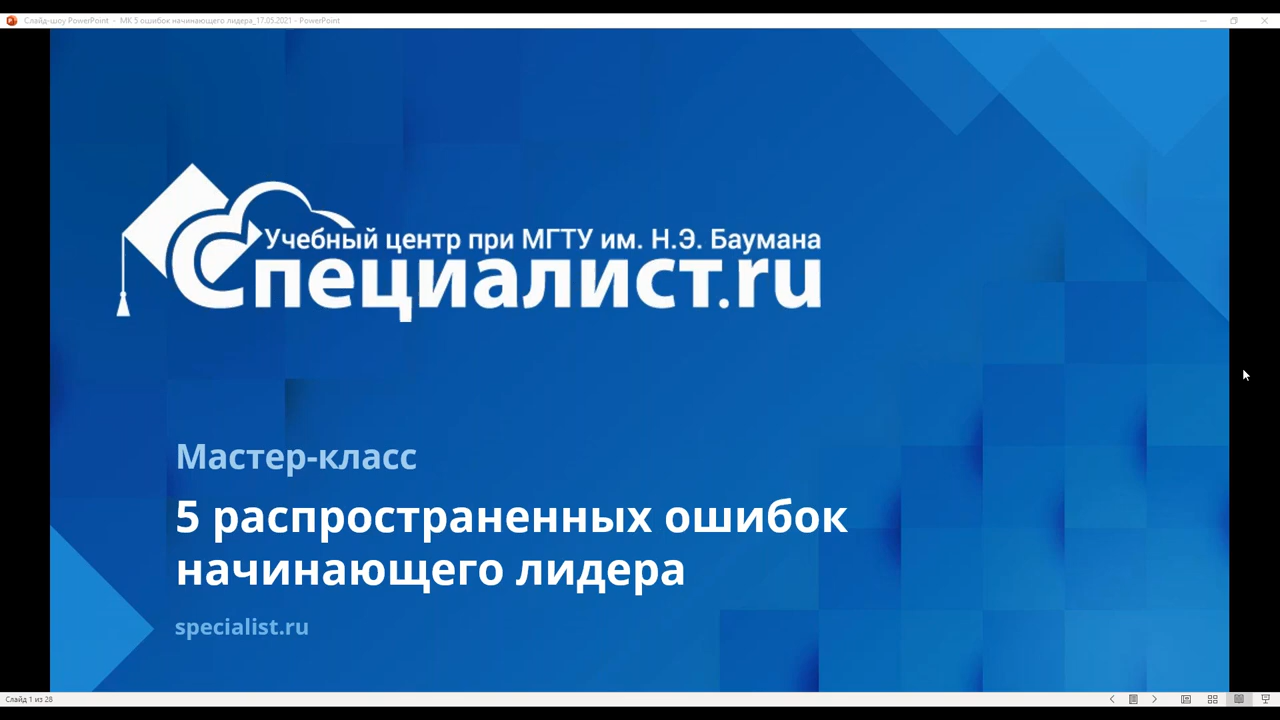 Слайд-шоу PowerPoint - МК 5 ошибок начинающего лидера_17.05.2021 - PowerPoint
Учебный центр при МГТУ им. Н.Э. Баумана
Специалист.ru
Мастер-класс
5 распространенных ошибок
начинающего лидера
specialist.ru
Слайд 1 из 28